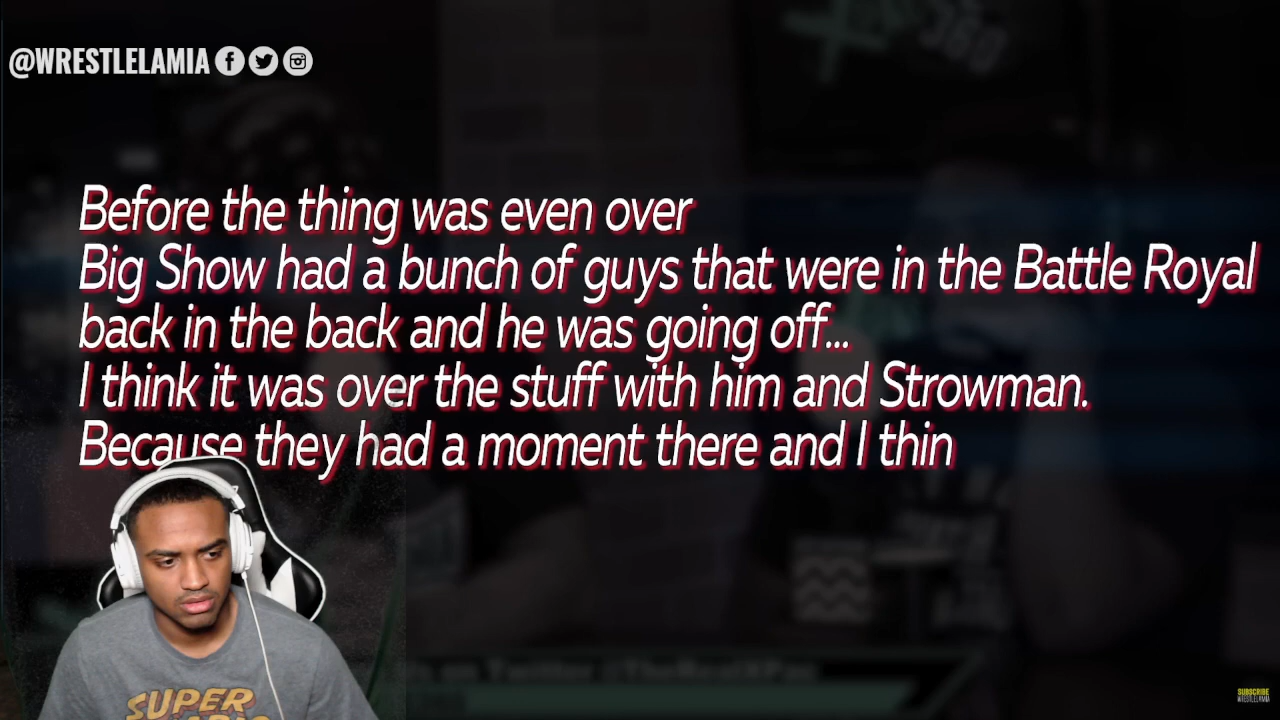 @WRESTLELAMIA
Before the thing was even over
Big Show had a bunch of guys that were in the Battle Royal
back in the back and he was going off...
I think it was over the stuff with him and Strowman.
Because they had a moment there and I thin
SUPER
SUBSCRIBE
WRESTLELAMIA